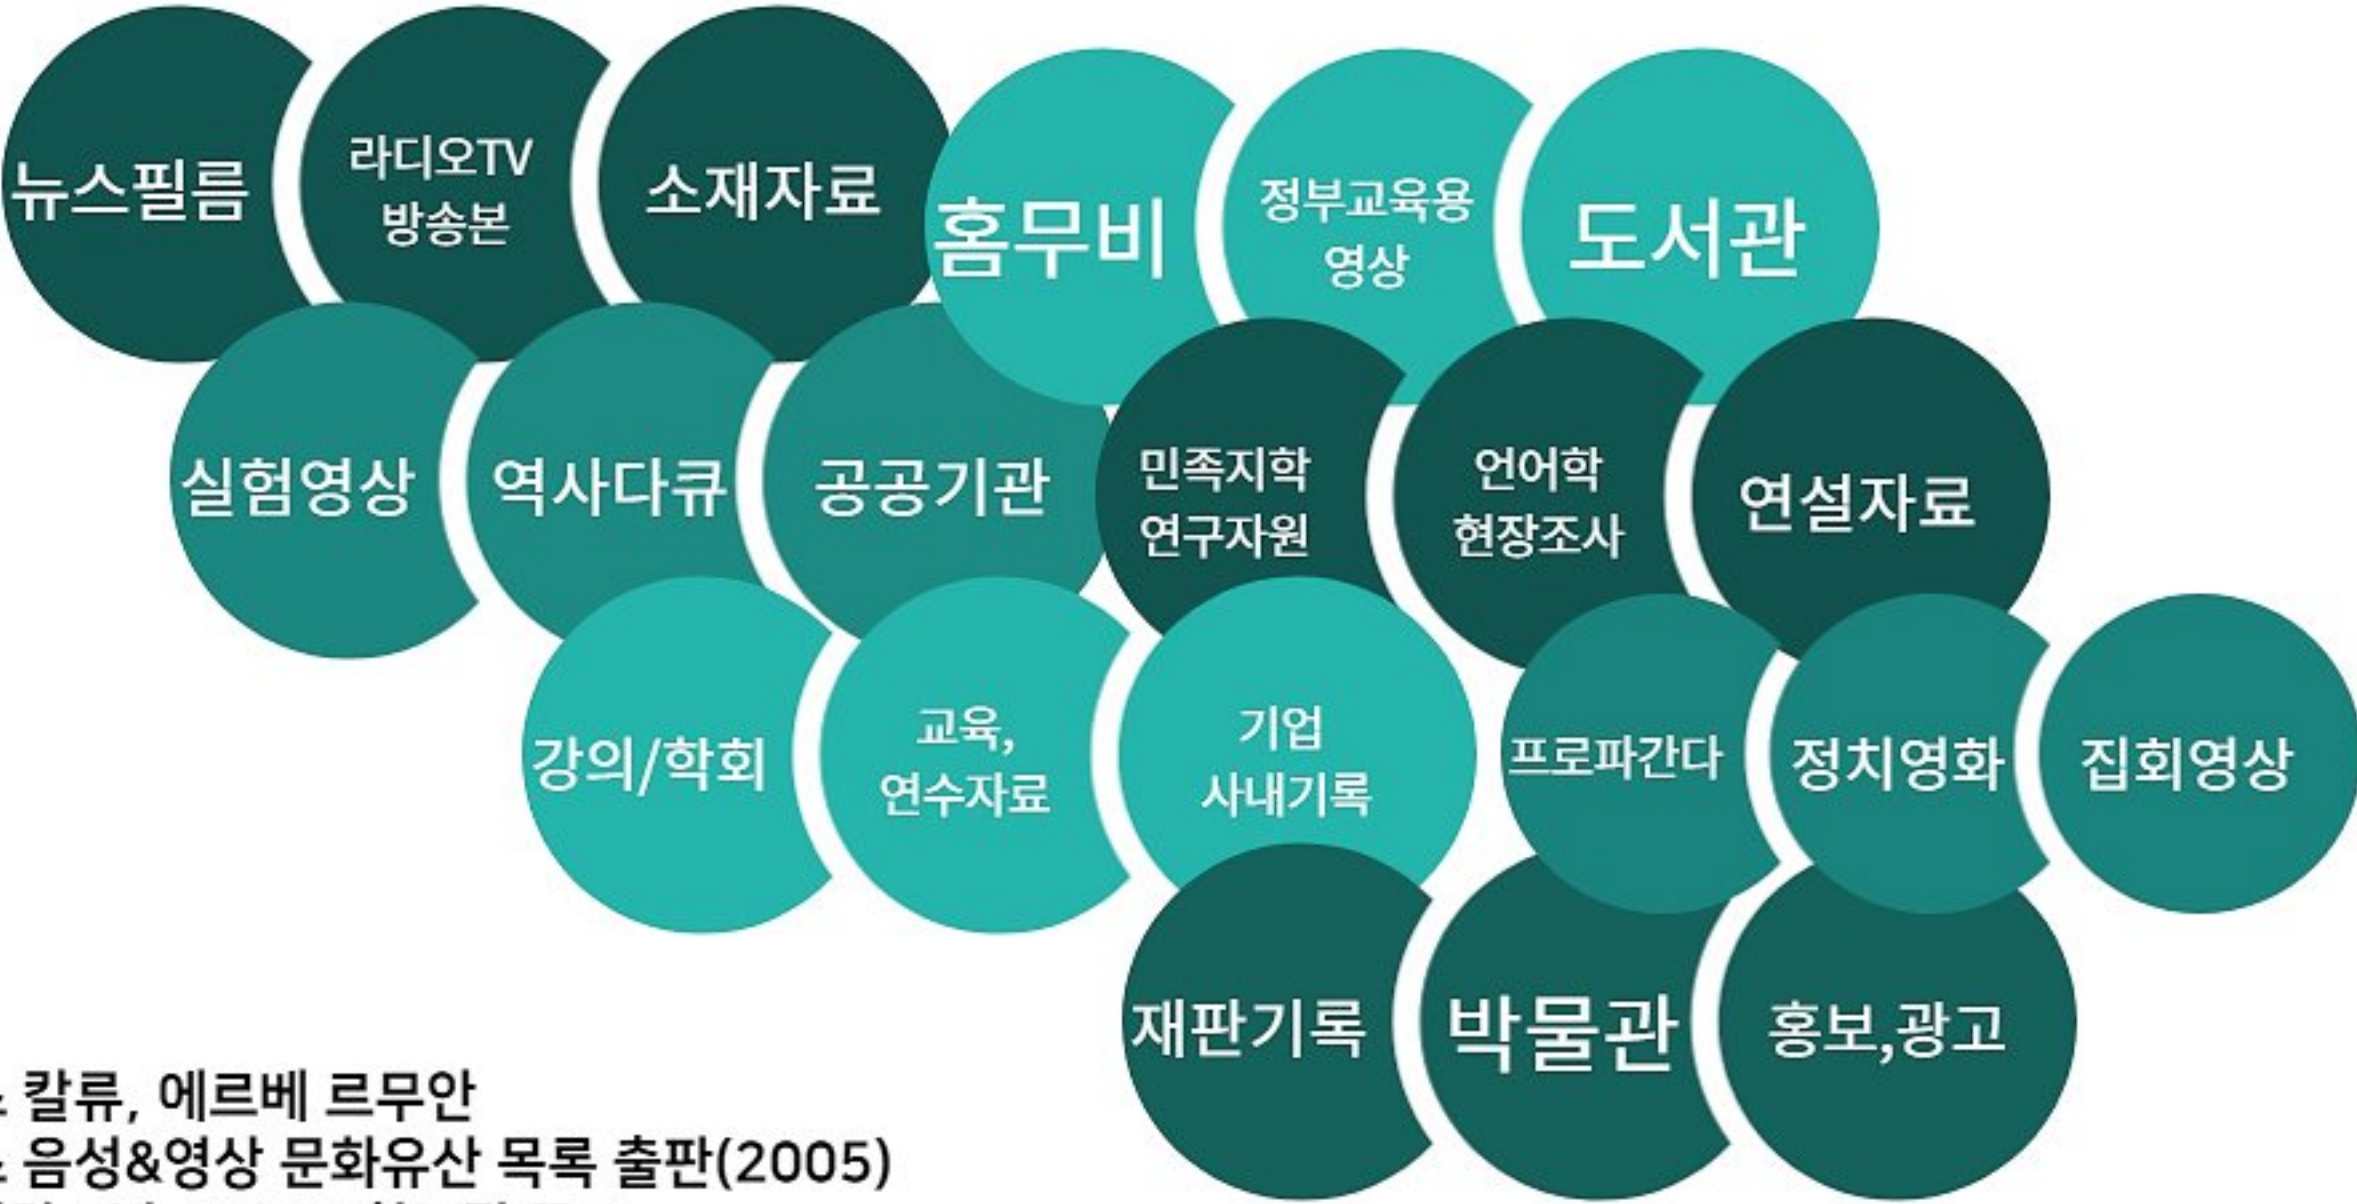 뉴스필름
라디오TV
방송본
소재자료
홈무비
정부교육용
영상
도서관
실험영상
역사다큐
공공기관
민족지학
연구자원
언어학
현장조사
연설자료
강의/학회
교육,
연수자료
기업
사내기록
프로파간다
정치영화
집회영상
재판기록
박물관
홍보,광고
칼류, 에르베 르무안
음성&영상 문화유산 목록 출판(2005)